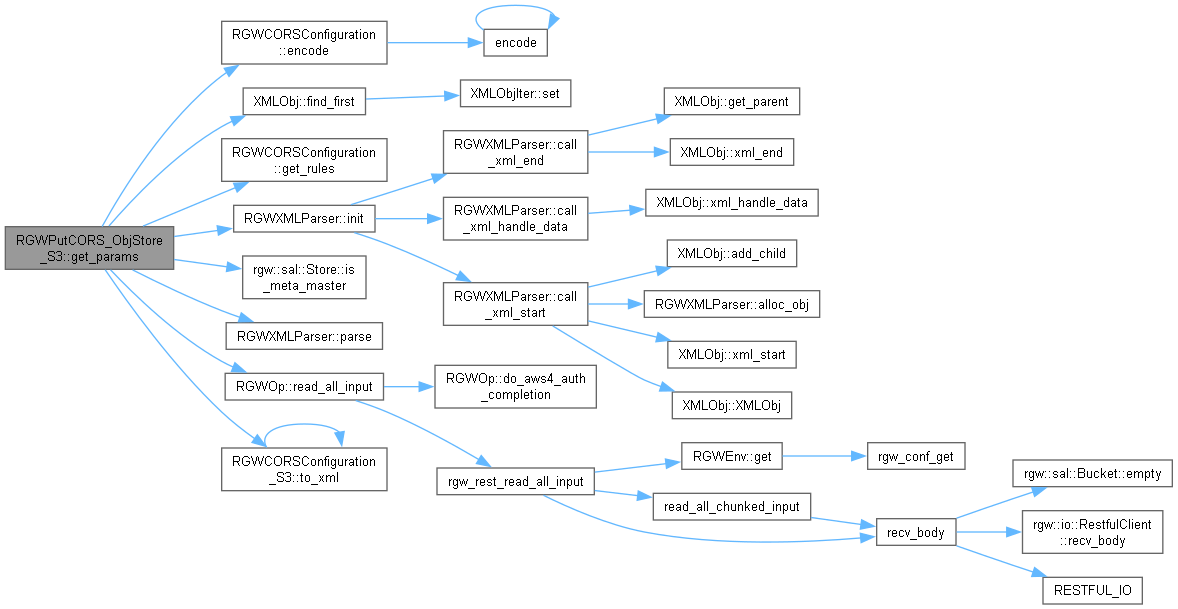 RGWCORSConfiguration
::encode
encode
XMLObj::find_first
XMLObjIter::set
XMLObj::get_parent
RGWCORSConfiguration
::get_rules
RGWXMLParser::call
_xml_end
XMLObj::xml_end
RGWPutCORS_ObjStore
_S3::get_params
RGWXMLParser::init
RGWXMLParser::call
_xml_handle_data
XMLObj::xml_handle_data
rgw::sal::Store::is
_meta_master
RGWXMLParser::call
_xml_start
XMLObj::add_child
RGWXMLParser::alloc_obj
XMLObj::xml_start
XMLObj::XMLObj
RGWXMLParser::parse
RGWOp::read_all_input
RGWOp::do_aws4_auth
_completion
RGWCORSConfiguration
_S3::to_xml
rgw_rest_read_all_input
RGWEnv::get
rgw_conf_get
read_all_chunked_input
recv_body
rgw::sal::Bucket::empty
rgw::io::RestfulClient
::recv_body
RESTFUL_IO